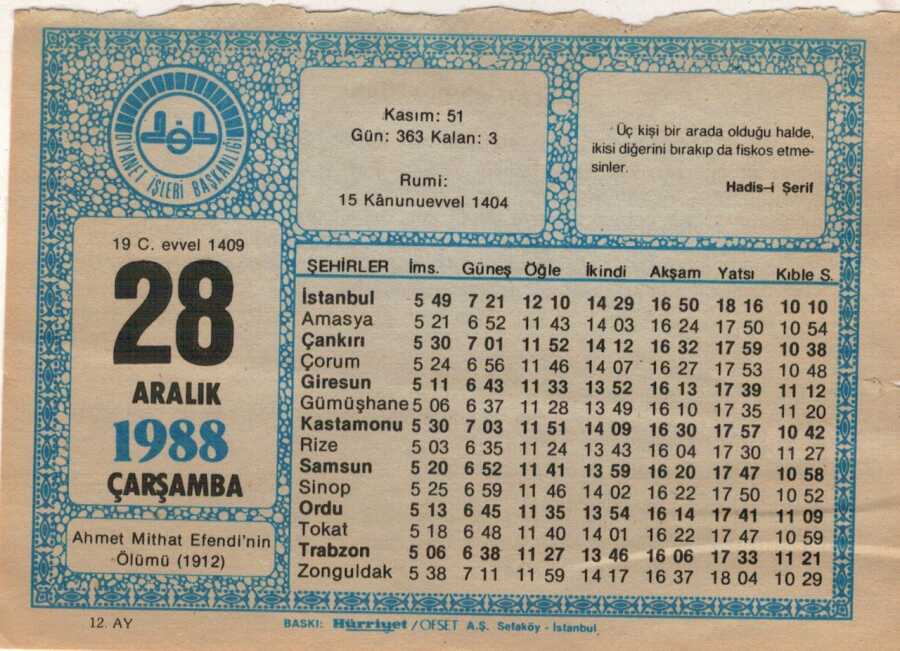 DİYANET İŞLERİ BAŞKANLIĞI
Kasım: 51
Gün: 363 Kalan: 3
Rumi:
15 Kânunuevvel 1404
Üç kişi bir arada olduğu halde,
ikisi diğerini bırakıp da fiskos etme-
sinler.
Hadis-i Şerif
19 C. evvel 1409
28
ARALIK
1988
ÇARŞAMBA
Ahmet Mithat Efendi'nin
Ölümü (1912)
ŞEHİRLER İms. Güneş Öğle İkindi Akşam Yatsı Kıble S.
İstanbul 5 49 7 21 12 10 14 29 16 50 18 16 10 10
Amasya 5 21 6 52 11 43 14 03 16 24 17 50 10 54
Çankırı 5 30 7 01 11 52 14 12 16 32 17 59 10 38
Çorum 5 24 6 56 11 46 14 07 16 27 17 53 10 48
Giresun 5 11 6 43 11 33 13 52 16 13 17 39 11 12
Gümüşhane 5 06 6 37 11 28 13 49 16 10 17 35 11 20
Kastamonu 5 30 7 03 11 51 14 09 16 30 17 57 10 42
Rize 5 03 6 35 11 24 13 43 16 04 17 30 11 27
Samsun 5 20 6 52 11 41 13 59 16 20 17 47 10 58
Sinop 5 25 6 59 11 46 14 02 16 22 17 50 10 52
Ordu 5 13 6 45 11 35 13 54 16 14 17 41 11 09
Tokat 5 18 6 48 11 40 14 01 16 22 17 47 10 59
Trabzon 5 06 6 38 11 27 13 46 16 06 17 33 11 21
Zonguldak 5 38 7 11 11 59 14 17 16 37 18 04 10 29
12. AY
BASKI: Hürriyet / OFSET A.Ş. Sefaköy - İstanbul